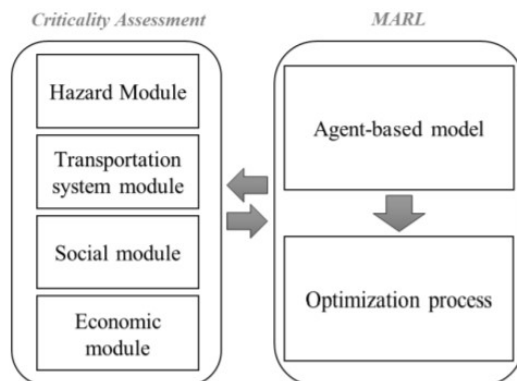 Criticality Assessment
MARL
Hazard Module
Transportation
system module
Social module
Economic
module
Agent-based model
Optimization process